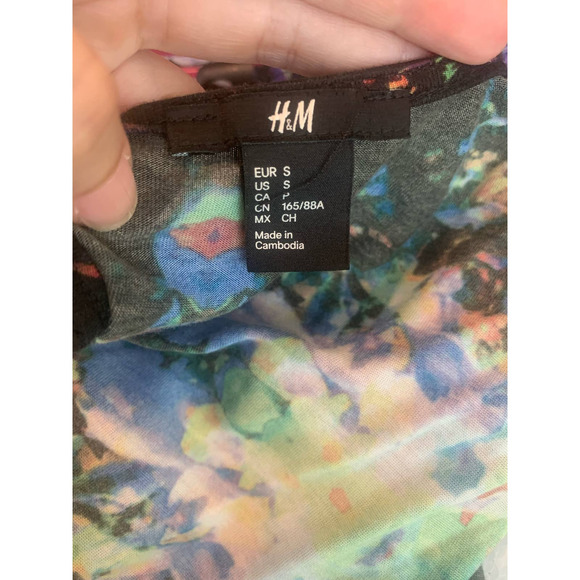 H&M
EUR S
US S
CA P
CN 165/88A
MX CH
Made in
Cambodia